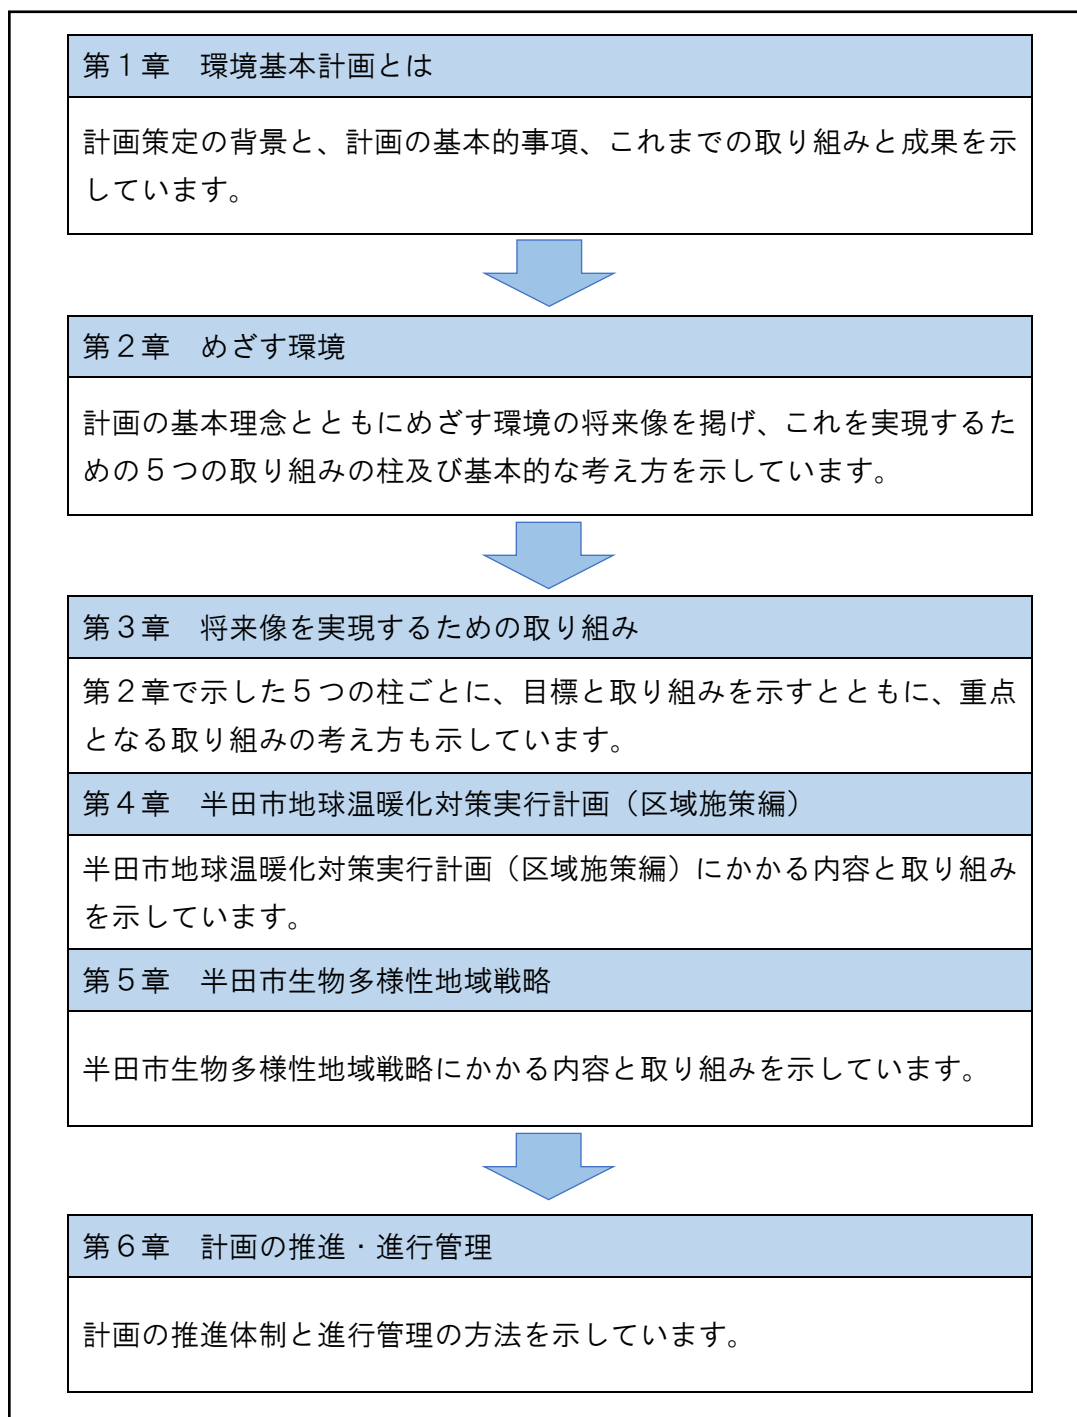 第１章　環境基本計画とは
計画策定の背景と、計画の基本的事項、これまでの取り組みと成果を示
しています。
第２章　めざす環境
計画の基本理念とともにめざす環境の将来像を掲げ、これを実現するた
めの５つの取り組みの柱及び基本的な考え方を示しています。
第３章　将来像を実現するための取り組み
第２章で示した５つの柱ごとに、目標と取り組みを示すとともに、重点
となる取り組みの考え方も示しています。
第４章　半田市地球温暖化対策実行計画（区域施策編）
半田市地球温暖化対策実行計画（区域施策編）にかかる内容と取り組み
を示しています。
第５章　半田市生物多様性地域戦略
半田市生物多様性地域戦略にかかる内容と取り組みを示しています。
第６章　計画の推進・進行管理
計画の推進体制と進行管理の方法を示しています。